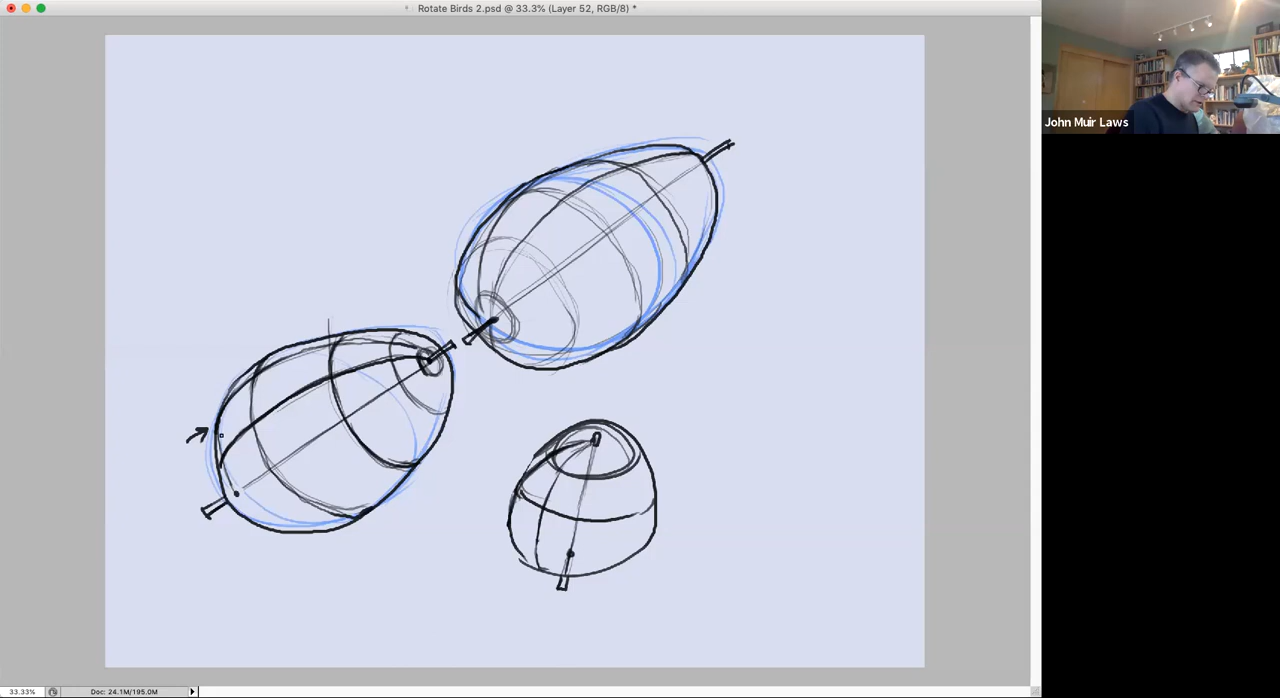 Rotate Birds 2.psd @ 33.3% (Layer 52, RGB/8) *
John Muir Laws
33.33%
Doc: 24.1M/195.0M